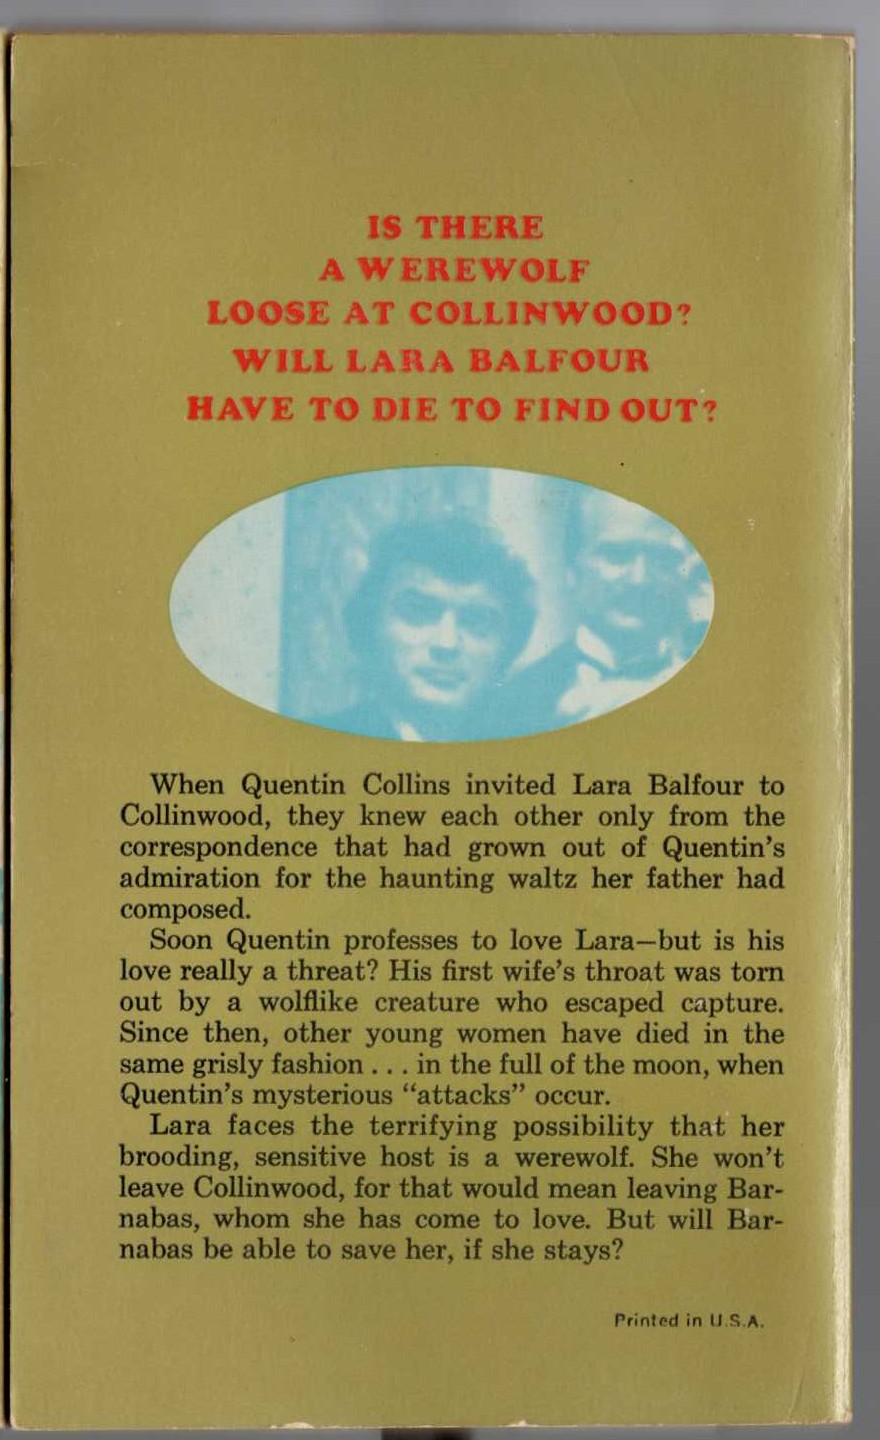 IS THERE
A WEREWOLF
LOOSE AT COLLINWOOD?
WILL LARA BALFOUR
HAVE TO DIE TO FIND OUT?
When Quentin Collins invited Lara Balfour to
Collinwood, they knew each other only from the
correspondence that had grown out of Quentin's
admiration for the haunting waltz her father had
composed.
Soon Quentin professes to love Lara—but is his
love really a threat? His first wife's throat was torn
out by a wolflike creature who escaped capture.
Since then, other young women have died in the
same grisly fashion . . . in the full of the moon, when
Quentin's mysterious "attacks" occur.
Lara faces the terrifying possibility that her
brooding, sensitive host is a werewolf. She won't
leave Collinwood, for that would mean leaving Bar-
nabas, whom she has come to love. But will Bar-
nabas be able to save her, if she stays?
Printed in U.S.A.